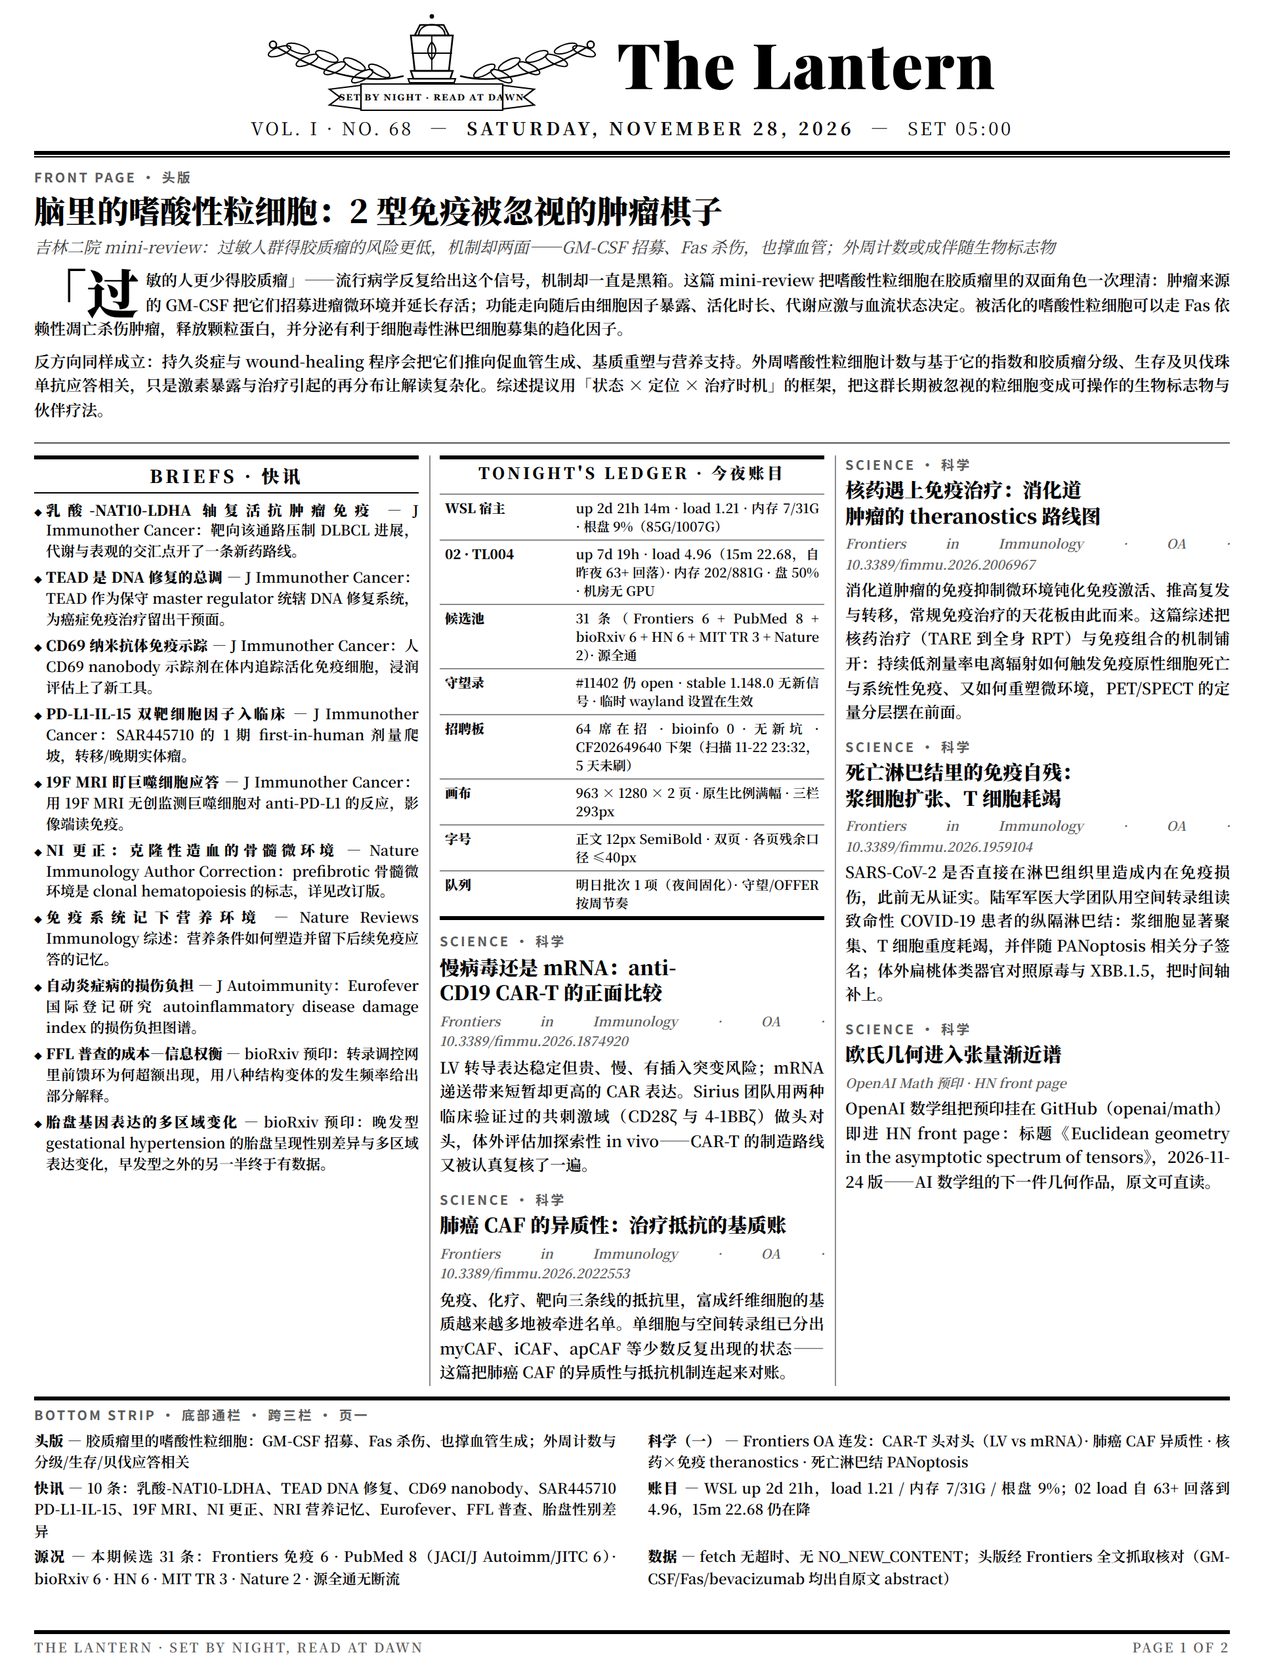 SET BY NIGHT · READ AT DAWN
The Lantern
VOL. I · NO. 68 — SATURDAY, NOVEMBER 28, 2026 — SET 05:00
FRONT PAGE · 头版
脑里的嗜酸性粒细胞：2 型免疫被忽视的肿瘤棋子
吉林二院 mini-review：过敏人群得胶质瘤的风险更低，机制却两面——GM-CSF 招募、Fas 杀伤，也撑血管；外周计数或成伴随生物标志物
「过敏的人更少得胶质瘤」——流行病学反复给出这个信号，机制却一直是黑箱。这篇 mini-review 把嗜酸性粒细胞在胶质瘤里的双面角色一次理清：肿瘤来源
的 GM-CSF 把它们招募进瘤微环境并延长存活；功能走向随后由细胞因子暴露、活化时长、代谢应激与血流状态决定。被活化的嗜酸性粒细胞可以走 Fas 依
赖性凋亡杀伤肿瘤，释放颗粒蛋白，并分泌有利于细胞毒性淋巴细胞募集的趋化因子。
反方向同样成立：持久炎症与 wound-healing 程序会把它们推向促血管生成、基质重塑与营养支持。外周嗜酸性粒细胞计数与基于它的指数和胶质瘤分级、生存及贝伐珠
单抗应答相关，只是激素暴露与治疗引起的再分布让解读复杂化。综述提议用「状态 × 定位 × 治疗时机」的框架，把这群长期被忽视的粒细胞变成可操作的生物标志物与
伙伴疗法。
BRIEFS · 快讯
◆ 乳酸-NAT10-LDHA 轴复活抗肿瘤免疫 — J
Immunother Cancer：靶向该通路压制 DLBCL 进展，
代谢与表观的交汇点开了一条新药路线。
◆ TEAD 是 DNA 修复的总调 — J Immunother Cancer：
TEAD 作为保守 master regulator 统辖 DNA 修复系统，
为癌症免疫治疗留出干预面。
◆ CD69 纳米抗体免疫示踪 — J Immunother Cancer：人
CD69 nanobody 示踪剂在体内追踪活化免疫细胞，浸润
评估上了新工具。
◆ PD-L1-IL-15 双靶细胞因子入临床 — J Immunother
Cancer：SAR445710 的 1 期 first-in-human 剂量爬
坡，转移/晚期实体瘤。
◆ 19F MRI 盯巨噬细胞应答 — J Immunother Cancer：
用 19F MRI 无创监测巨噬细胞对 anti-PD-L1 的反应，影
像端读免疫。
◆ NI 更正：克隆性造血的骨髓微环境 — Nature
Immunology Author Correction：prefibrotic 骨髓微
环境是 clonal hematopoiesis 的标志，详见改订版。
◆ 免疫系统记下营养环境 — Nature Reviews
Immunology 综述：营养条件如何塑造并留下后续免疫应
答的记忆。
◆ 自动炎症病的损伤负担 — J Autoimmunity：Eurofever
国际登记研究 autoinflammatory disease damage
index 的损伤负担图谱。
◆ FFL 普查的成本—信息权衡 — bioRxiv 预印：转录调控网
里前馈环为何超额出现，用八种结构变体的发生频率给出
部分解释。
◆ 胎盘基因表达的多区域变化 — bioRxiv 预印：晚发型
gestational hypertension 的胎盘呈现性别差异与多区域
表达变化，早发型之外的另一半终于有数据。
TONIGHT'S LEDGER · 今夜账目
WSL 宿主 up 2d 21h 14m · load 1.21 · 内存 7/31G
· 根盘 9%（85G/1007G）
02 · TL004 up 7d 19h · load 4.96（15m 22.68，自
昨夜 63+ 回落）· 内存 202/881G · 盘 50%
· 机房无 GPU
候选池 31 条（Frontiers 6 + PubMed 8 +
bioRxiv 6 + HN 6 + MIT TR 3 + Nature
2）· 源全通
守望录 #11402 仍 open · stable 1.148.0 无新信
号 · 临时 wayland 设置在生效
招聘板 64 席在招 · bioinfo 0 · 无新坑 ·
CF202649640 下架（扫描 11-22 23:32，
5 天未刷）
画布 963 × 1280 × 2 页 · 原生比例满幅 · 三栏
293px
字号 正文 12px SemiBold · 双页 · 各页残余口
径 ≤40px
队列 明日批次 1 项（夜间固化）· 守望/OFFER
按周节奏
SCIENCE · 科学
慢病毒还是 mRNA：anti-
CD19 CAR-T 的正面比较
Frontiers in Immunology · OA ·
10.3389/fimmu.2026.1874920
LV 转导表达稳定但贵、慢、有插入突变风险；mRNA
递送带来短暂却更高的 CAR 表达。Sirius 团队用两种
临床验证过的共刺激域（CD28ζ 与 4-1BBζ）做头对
头，体外评估加探索性 in vivo——CAR-T 的制造路线
又被认真复核了一遍。
SCIENCE · 科学
肺癌 CAF 的异质性：治疗抵抗的基质账
Frontiers in Immunology · OA ·
10.3389/fimmu.2026.2022553
免疫、化疗、靶向三条线的抵抗里，富成纤维细胞的基
质越来越多地被牵进名单。单细胞与空间转录组已分出
myCAF、iCAF、apCAF 等少数反复出现的状态——
这篇把肺癌 CAF 的异质性与抵抗机制连起来对账。
SCIENCE · 科学
核药遇上免疫治疗：消化道
肿瘤的 theranostics 路线图
Frontiers in Immunology · OA ·
10.3389/fimmu.2026.2006967
消化道肿瘤的免疫抑制微环境钝化免疫激活、推高复发
与转移，常规免疫治疗的天花板由此而来。这篇综述把
核药治疗（TARE 到全身 RPT）与免疫组合的机制铺
开：持续低剂量率电离辐射如何触发免疫原性细胞死亡
与系统性免疫、又如何重塑微环境，PET/SPECT 的定
量分层摆在前面。
SCIENCE · 科学
死亡淋巴结里的免疫自残：
浆细胞扩张、T 细胞耗竭
Frontiers in Immunology · OA ·
10.3389/fimmu.2026.1959104
SARS-CoV-2 是否直接在淋巴组织里造成内在免疫损
伤，此前无从证实。陆军军医大学团队用空间转录组读
致命性 COVID-19 患者的纵隔淋巴结：浆细胞显著聚
集、T 细胞重度耗竭，并伴随 PANoptosis 相关分子签
名；体外扁桃体类器官对照原毒与 XBB.1.5，把时间轴
补上。
SCIENCE · 科学
欧氏几何进入张量渐近谱
OpenAI Math 预印 · HN front page
OpenAI 数学组把预印挂在 GitHub（openai/math）
即进 HN front page：标题《Euclidean geometry
in the asymptotic spectrum of tensors》，2026-11-
24 版——AI 数学组的下一件几何作品，原文可直读。
BOTTOM STRIP · 底部通栏 · 跨三栏 · 页一
头版 — 胶质瘤里的嗜酸性粒细胞：GM-CSF 招募、Fas 杀伤、也撑血管生成；外周计数与
分级/生存/贝伐应答相关
科学（一） — Frontiers OA 连发：CAR-T 头对头（LV vs mRNA）· 肺癌 CAF 异质性 · 核
药×免疫 theranostics · 死亡淋巴结 PANoptosis
快讯 — 10 条：乳酸-NAT10-LDHA、TEAD DNA 修复、CD69 nanobody、SAR445710
PD-L1-IL-15、19F MRI、NI 更正、NRI 营养记忆、Eurofever、FFL 普查、胎盘性别差
异
账目 — WSL up 2d 21h，load 1.21 / 内存 7/31G / 根盘 9%；02 load 自 63+ 回落到
4.96，15m 22.68 仍在降
源况 — 本期候选 31 条：Frontiers 免疫 6 · PubMed 8（JACI/J Autoimm/JITC 6）·
bioRxiv 6 · HN 6 · MIT TR 3 · Nature 2 · 源全通无断流
数据 — fetch 无超时、无 NO_NEW_CONTENT；头版经 Frontiers 全文抓取核对（GM-
CSF/Fas/bevacizumab 均出自原文 abstract）
THE LANTERN · SET BY NIGHT, READ AT DAWN
PAGE 1 OF 2